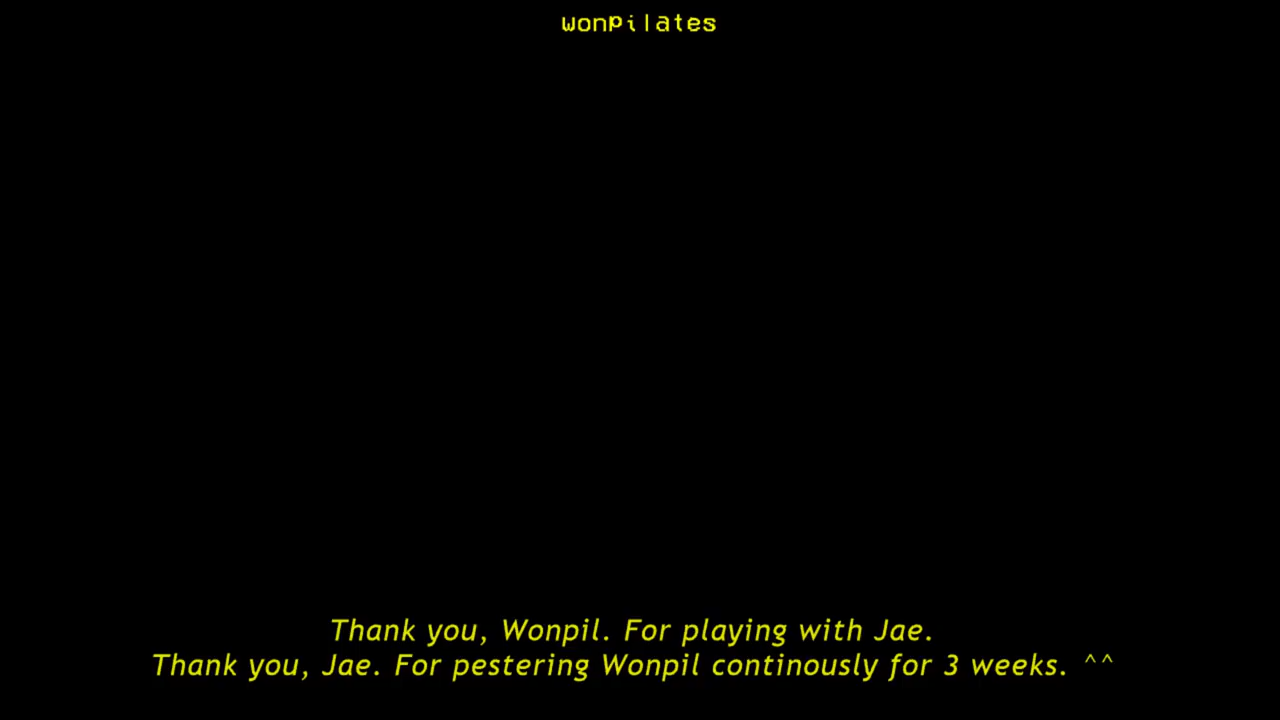 wonpilates
Thank you, Wonpil. For playing with Jae.
Thank you, Jae. For pestering Wonpil continously for 3 weeks. ^^